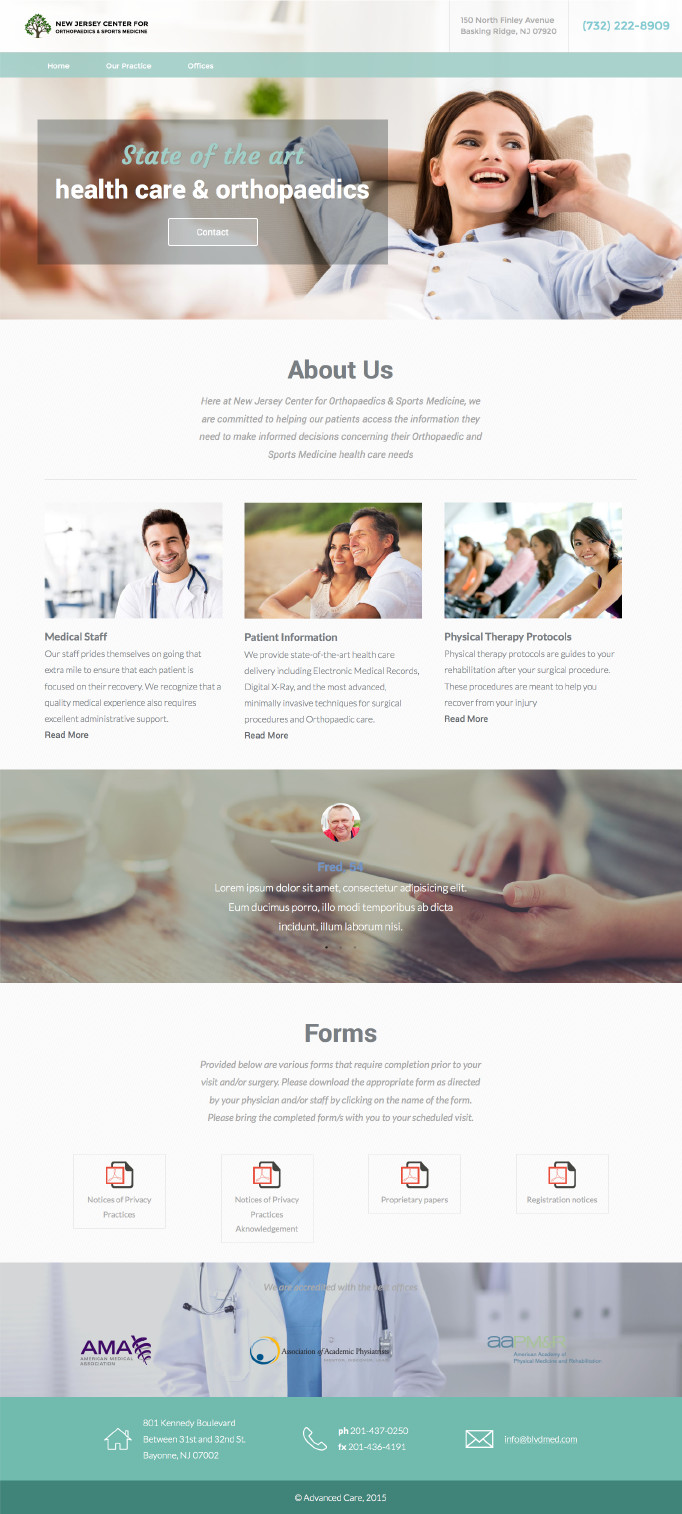 NEW JERSEY CENTER FOR
ORTHOPAEDICS & SPORTS MEDICINE
150 North Finley Avenue
Basking Ridge, NJ 07920
(732) 222-8909
Home
Our Practice
Offices
State of the art
health care & orthopaedics
Contact
About Us
Here at New Jersey Center for Orthopaedics & Sports Medicine, we
are committed to helping our patients access the information they
need to make informed decisions concerning their Orthopaedic and
Sports Medicine health care needs
Medical Staff
Our staff prides themselves on going that
extra mile to ensure that each patient is
focused on their recovery. We recognize that a
quality medical experience also requires
excellent administrative support.
Read More
Patient Information
We provide state-of-the-art health care
delivery including Electronic Medical Records,
Digital X-Ray, and the most advanced,
minimally invasive techniques for surgical
procedures and Orthopaedic care.
Read More
Physical Therapy Protocols
Physical therapy protocols are guides to your
rehabilitation after your surgical procedure.
These procedures are meant to help you
recover from your injury
Read More
Fred, 54
Lorem ipsum dolor sit amet, consectetur adipisicing elit.
Eum ducimus porro, illo modi temporibus ab dicta
incidunt, illum laborum nisi.
Forms
Provided below are various forms that require completion prior to your
visit and/or surgery. Please download the appropriate form as directed
by your physician and/or staff by clicking on the name of the form.
Please bring the completed form/s with you to your scheduled visit.
Notices of Privacy
Practices
Notices of Privacy
Practices
Aknowledgement
Proprietary papers
Registration notices
We are accredited with the best offices
AMA
AMERICAN MEDICAL
ASSOCIATION
Association of Academic Physiatrists
aapm&r
American Academy of
Physical Medicine and Rehabilitation
801 Kennedy Boulevard
Between 31st and 32nd St.
Bayonne, NJ 07002
ph 201-437-0250
fx 201-436-4191
info@blvdmed.com
© Advanced Care, 2015